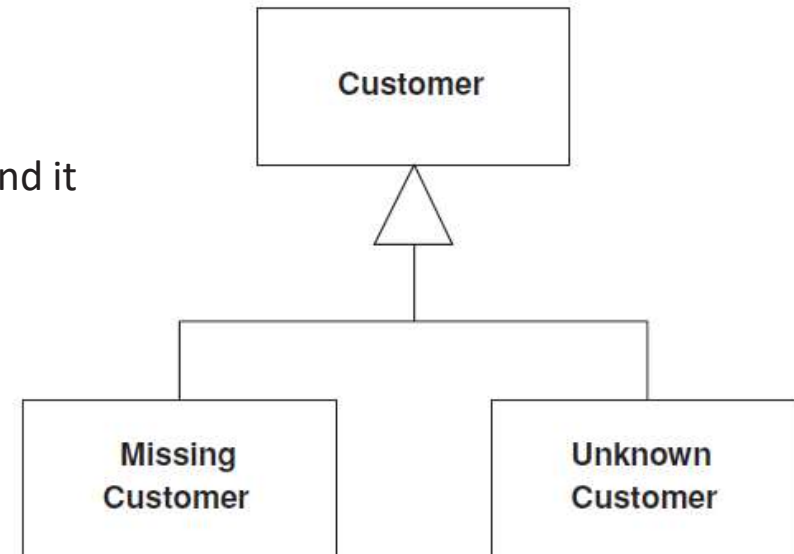 Customer
nd it
Missing
Customer
Unknown
Customer